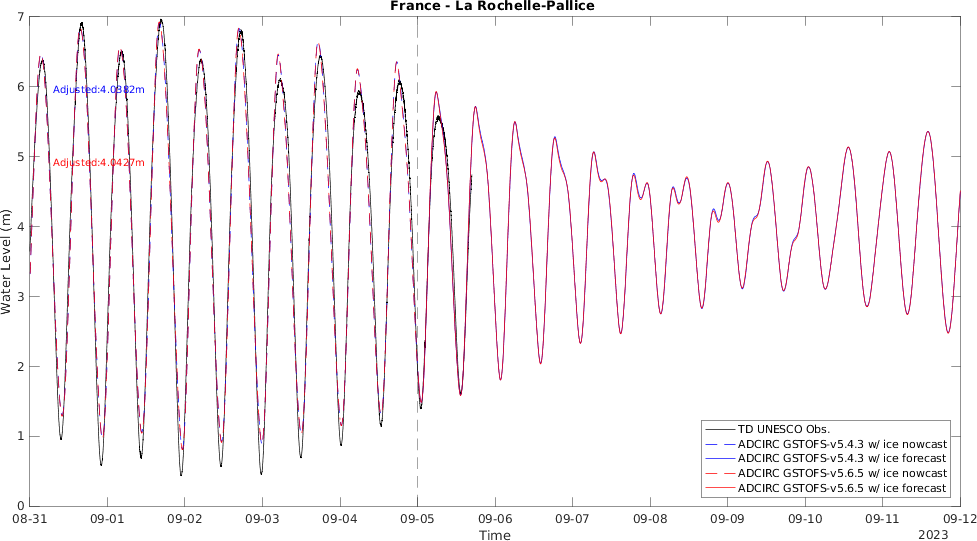 France - La Rochelle-Pallice
7
6
5
4
3
2
1
0
Water Level (m)
Adjusted:4.0382m
Adjusted:4.0427m
TD UNESCO Obs.
ADCIRC GSTOFS-v5.4.3 w/ ice nowcast
ADCIRC GSTOFS-v5.4.3 w/ ice forecast
ADCIRC GSTOFS-v5.6.5 w/ ice nowcast
ADCIRC GSTOFS-v5.6.5 w/ ice forecast
08-31 09-01 09-02 09-03 09-04 09-05 09-06 09-07 09-08 09-09 09-10 09-11 09-12
Time
2023